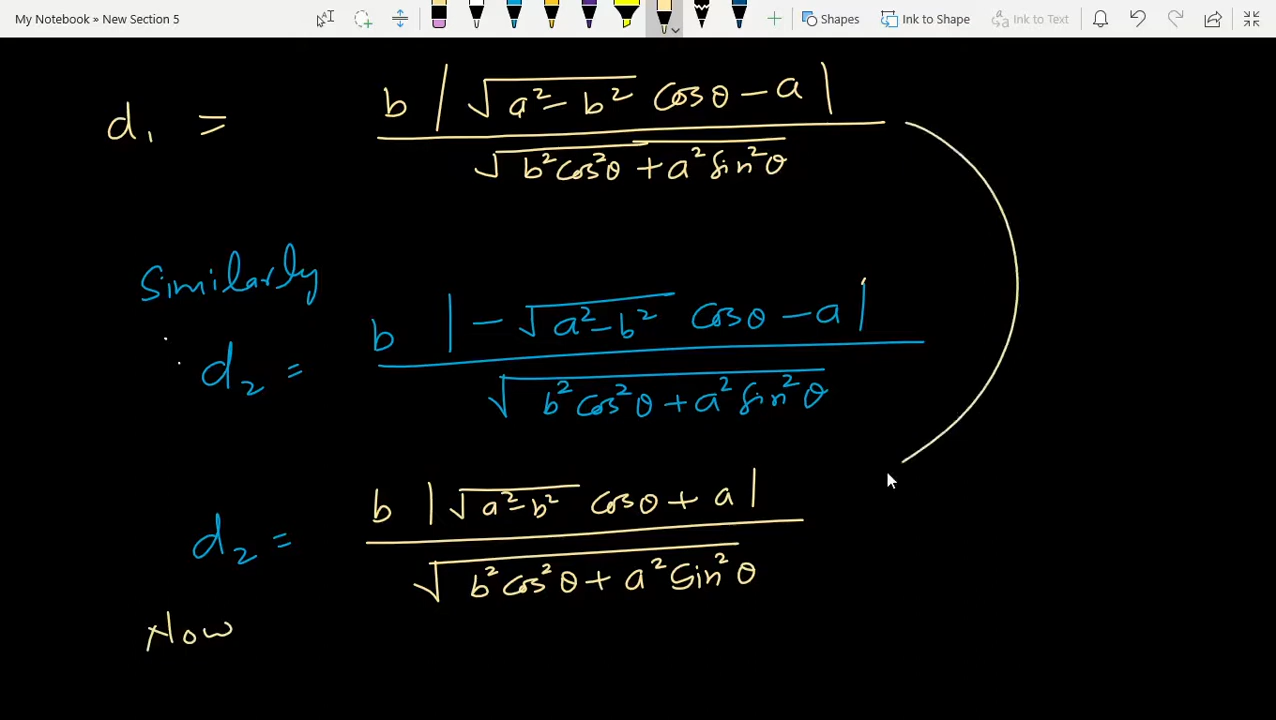 My Notebook » New Section 5
Shapes
Ink to Shape
Ink to Text
d₁ = b |√(a² - b²) cosθ - a| / √(b²cos²θ + a²sin²θ)
Similarly
∴ d₂ = b |-√(a² - b²) cosθ - a| / √(b²cos²θ + a²sin²θ)
d₂ = b |√(a² - b²) cosθ + a| / √(b²cos²θ + a²Sin²θ)
Now